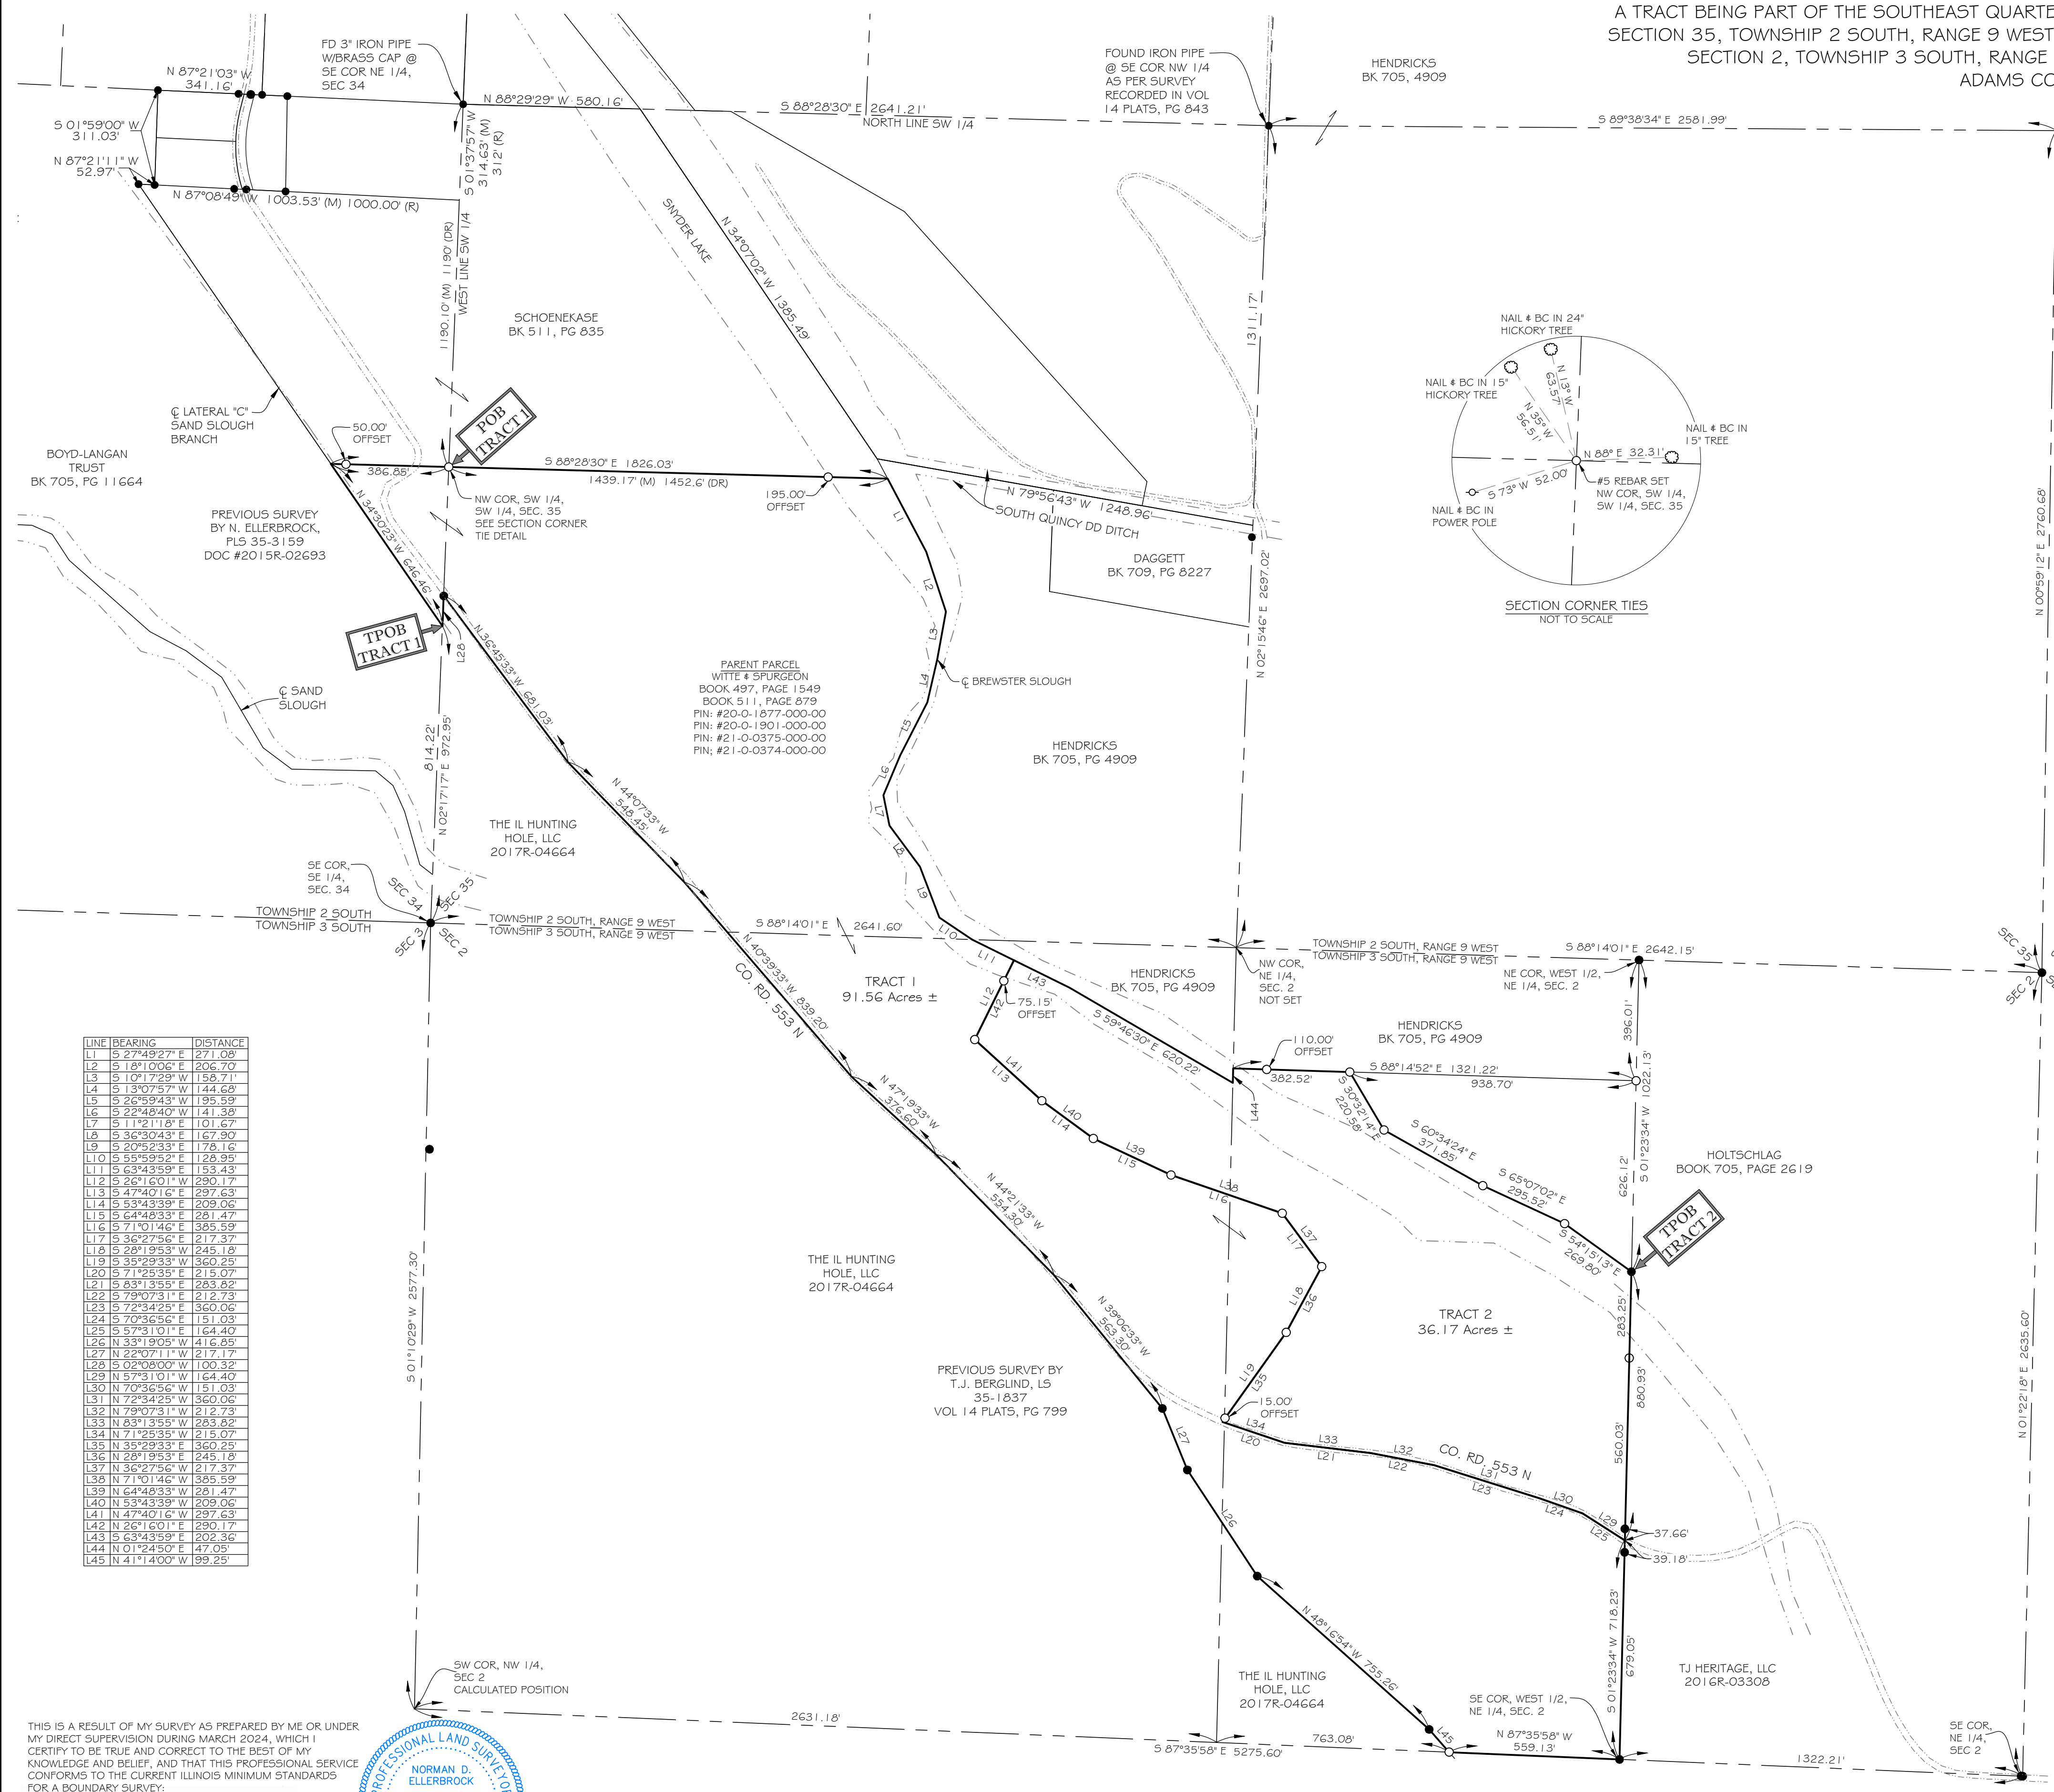 A TRACT BEING PART OF THE SOUTHEAST QUARTE
SECTION 35, TOWNSHIP 2 SOUTH, RANGE 9 WEST
SECTION 2, TOWNSHIP 3 SOUTH, RANGE
ADAMS CO
FD 3" IRON PIPE
W/BRASS CAP @
SE COR NE 1/4,
SEC 34
N 87°21'03" W
341.16'
S 01°59'00" W
311.03'
N 87°21'11" W
52.97'
N 87°08'49" W 1003.53' (M) 1000.00' (R)
N 88°29'29" W 580.16'
S 01°37'57" W
314.63' (M)
312' (R)
1190.10' (M) 1190' (DR)
WEST LINE SW 1/4
S 88°28'30" E 2641.21'
NORTH LINE SW 1/4
FOUND IRON PIPE
@ SE COR NW 1/4
AS PER SURVEY
RECORDED IN VOL
14 PLATS, PG 843
HENDRICKS
BK 705, 4909
S 89°38'34" E 2581.99'
SNYDER LAKE
N 34°07'02" W 1385.49'
SCHOENEKASE
BK 511, PG 835
1311.17'
N 00°59'12" E 2760.68'
NAIL & BC IN 24"
HICKORY TREE
NAIL & BC IN 15"
HICKORY TREE
N 13° W
63.57'
N 35° W
56.51'
NAIL & BC IN
15" TREE
N 88° E 32.31'
S 73° W 52.00'
#5 REBAR SET
NW COR, SW 1/4,
SW 1/4, SEC. 35
NAIL & BC IN
POWER POLE
SECTION CORNER TIES
NOT TO SCALE
℄ LATERAL "C"
SAND SLOUGH
BRANCH
POB
TRACT 1
50.00'
OFFSET
386.85'
S 88°28'30" E 1826.03'
1439.17' (M) 1452.6' (DR)
195.00'
OFFSET
NW COR, SW 1/4,
SW 1/4, SEC. 35
SEE SECTION CORNER
TIE DETAIL
N 79°56'43" W 1248.96'
SOUTH QUINCY DD DITCH
BOYD-LANGAN
TRUST
BK 705, PG 11664
PREVIOUS SURVEY
BY N. ELLERBROCK,
PLS 35-3159
DOC #2015R-02693
N 34°30'23" W 646.46'
DAGGETT
BK 709, PG 8227
N 02°15'46" E 2697.02'
L1
L2
L3
L4
L5
L6
L7
L8
L9
L10
L11
TPOB
TRACT 1
L28
N 36°45'33" W 681.03'
PARENT PARCEL
WITTE & SPURGEON
BOOK 497, PAGE 1549
BOOK 511, PAGE 879
PIN: #20-0-1877-000-00
PIN: #20-0-1901-000-00
PIN: #21-0-0375-000-00
PIN; #21-0-0374-000-00
℄ BREWSTER SLOUGH
HENDRICKS
BK 705, PG 4909
℄ SAND
SLOUGH
814.22'
N 02°17'17" E 972.95'
THE IL HUNTING
HOLE, LLC
2017R-04664
N 44°07'33" W
548.45'
SE COR,
SE 1/4,
SEC. 34
SEC 34
SEC 35
SEC 3
SEC 2
TOWNSHIP 2 SOUTH
TOWNSHIP 3 SOUTH
TOWNSHIP 2 SOUTH, RANGE 9 WEST
TOWNSHIP 3 SOUTH, RANGE 9 WEST
S 88°14'01" E 2641.60'
TOWNSHIP 2 SOUTH, RANGE 9 WEST
TOWNSHIP 3 SOUTH, RANGE 9 WEST
S 88°14'01" E 2642.15'
SEC 35
SEC 2
NW COR,
NE 1/4,
SEC. 2
NOT SET
NE COR, WEST 1/2,
NE 1/4, SEC. 2
N 40°39'33" W 839.20'
CO. RD. 553 N
TRACT 1
91.56 Acres ±
L12
L42
75.15'
OFFSET
L43
HENDRICKS
BK 705, PG 4909
S 59°46'30" E 620.22'
110.00'
OFFSET
HENDRICKS
BK 705, PG 4909
396.01'
S 01°23'34" W 1022.13'
382.52'
S 88°14'52" E 1321.22'
938.70'
L44
S 30°32'14" E
220.58'
S 60°34'24" E
371.85'
S 65°07'02" E
295.52'
S 54°15'13" E
269.80'
626.12'
HOLTSCHLAG
BOOK 705, PAGE 2619
TPOB
TRACT 2
L41
L13
L40
L14
L39
L15
L38
L16
L37
L17
L18
L36
L19
L35
N 47°19'33" W
376.60'
N 44°21'33" W
554.30'
N 39°06'33" W
563.30'
THE IL HUNTING
HOLE, LLC
2017R-04664
TRACT 2
36.17 Acres ±
283.25'
880.93'
560.03'
PREVIOUS SURVEY BY
T.J. BERGLIND, LS
35-1837
VOL 14 PLATS, PG 799
15.00'
OFFSET
L34
L20
L33
L21
L32
L22
CO. RD. 553 N
L31
L23
L30
L24
L29
L25
37.66'
39.18'
L27
L26
S 01°10'29" W 2577.30'
N 01°22'18" E 2635.60'
LINE BEARING DISTANCE
L1 S 27°49'27" E 271.08'
L2 S 18°10'06" E 206.70'
L3 S 10°17'29" W 158.71'
L4 S 13°07'57" W 144.68'
L5 S 26°59'43" W 195.59'
L6 S 22°48'40" W 141.38'
L7 S 11°21'18" E 101.67'
L8 S 36°30'43" E 167.90'
L9 S 20°52'33" E 178.16'
L10 S 55°59'52" E 128.95'
L11 S 63°43'59" E 153.43'
L12 S 26°16'01" W 290.17'
L13 S 47°40'16" E 297.63'
L14 S 53°43'39" E 209.06'
L15 S 64°48'33" E 281.47'
L16 S 71°01'46" E 385.59'
L17 S 36°27'56" E 217.37'
L18 S 28°19'53" W 245.18'
L19 S 35°29'33" W 360.25'
L20 S 71°25'35" E 215.07'
L21 S 83°13'55" E 283.82'
L22 S 79°07'31" E 212.73'
L23 S 72°34'25" E 360.06'
L24 S 70°36'56" E 151.03'
L25 S 57°31'01" E 164.40'
L26 N 33°19'05" W 416.85'
L27 N 22°07'11" W 217.17'
L28 S 02°08'00" W 100.32'
L29 N 57°31'01" W 164.40'
L30 N 70°36'56" W 151.03'
L31 N 72°34'25" W 360.06'
L32 N 79°07'31" W 212.73'
L33 N 83°13'55" W 283.82'
L34 N 71°25'35" W 215.07'
L35 N 35°29'33" E 360.25'
L36 N 28°19'53" E 245.18'
L37 N 36°27'56" W 217.37'
L38 N 71°01'46" W 385.59'
L39 N 64°48'33" W 281.47'
L40 N 53°43'39" W 209.06'
L41 N 47°40'16" W 297.63'
L42 N 26°16'01" E 290.17'
L43 S 63°43'59" E 202.36'
L44 N 01°24'50" E 47.05'
L45 N 41°14'00" W 99.25'
N 48°16'54" W 755.26'
S 01°23'34" W 718.23'
679.05'
THE IL HUNTING
HOLE, LLC
2017R-04664
SE COR, WEST 1/2,
NE 1/4, SEC. 2
TJ HERITAGE, LLC
2016R-03308
SW COR, NW 1/4,
SEC 2
CALCULATED POSITION
2631.18'
S 87°35'58" E 5275.60'
763.08'
L45
N 87°35'58" W
559.13'
1322.21'
SE COR,
NE 1/4,
SEC 2
THIS IS A RESULT OF MY SURVEY AS PREPARED BY ME OR UNDER
MY DIRECT SUPERVISION DURING MARCH 2024, WHICH I
CERTIFY TO BE TRUE AND CORRECT TO THE BEST OF MY
KNOWLEDGE AND BELIEF, AND THAT THIS PROFESSIONAL SERVICE
CONFORMS TO THE CURRENT ILLINOIS MINIMUM STANDARDS
FOR A BOUNDARY SURVEY:
PROFESSIONAL LAND SURVEYOR
NORMAN D.
ELLERBROCK